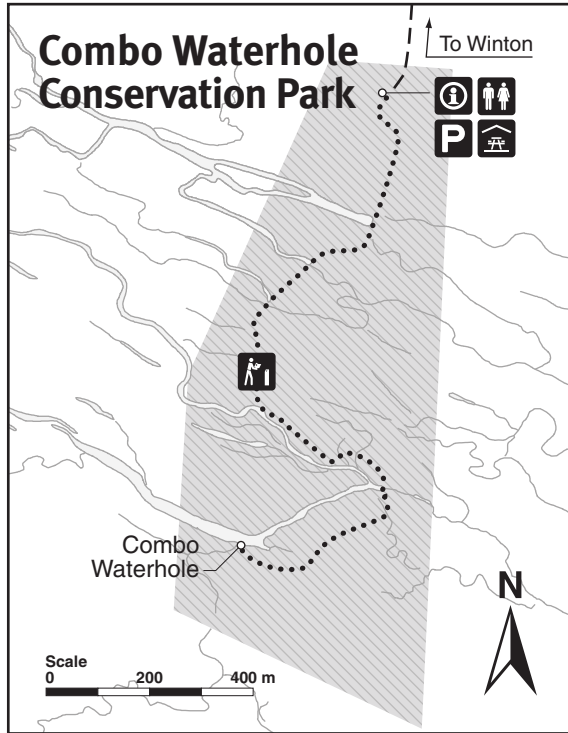 Combo Waterhole
Conservation Park
To Winton
P
Combo
Waterhole
N
Scale
0 200 400 m